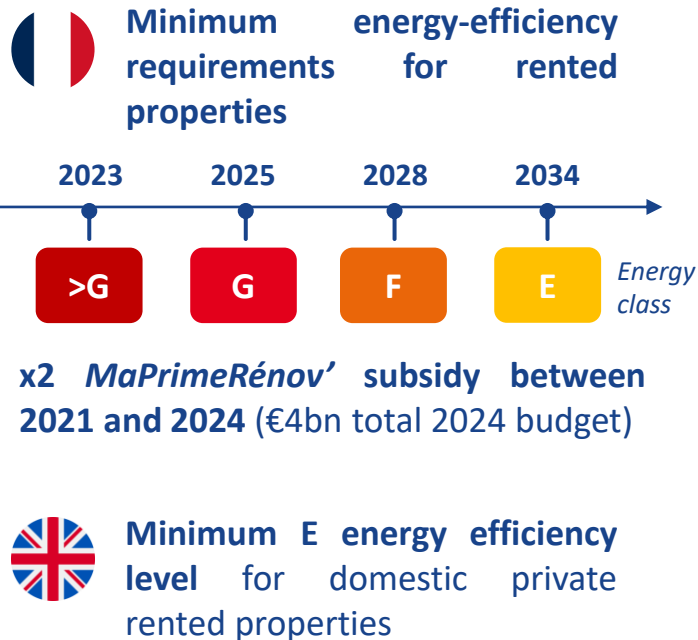 Minimum energy-efficiency
requirements for rented
properties
2023 2025 2028 2034
>G G F E Energy
class
x2 MaPrimeRénov’ subsidy between
2021 and 2024 (€4bn total 2024 budget)
Minimum E energy efficiency
level for domestic private
rented properties